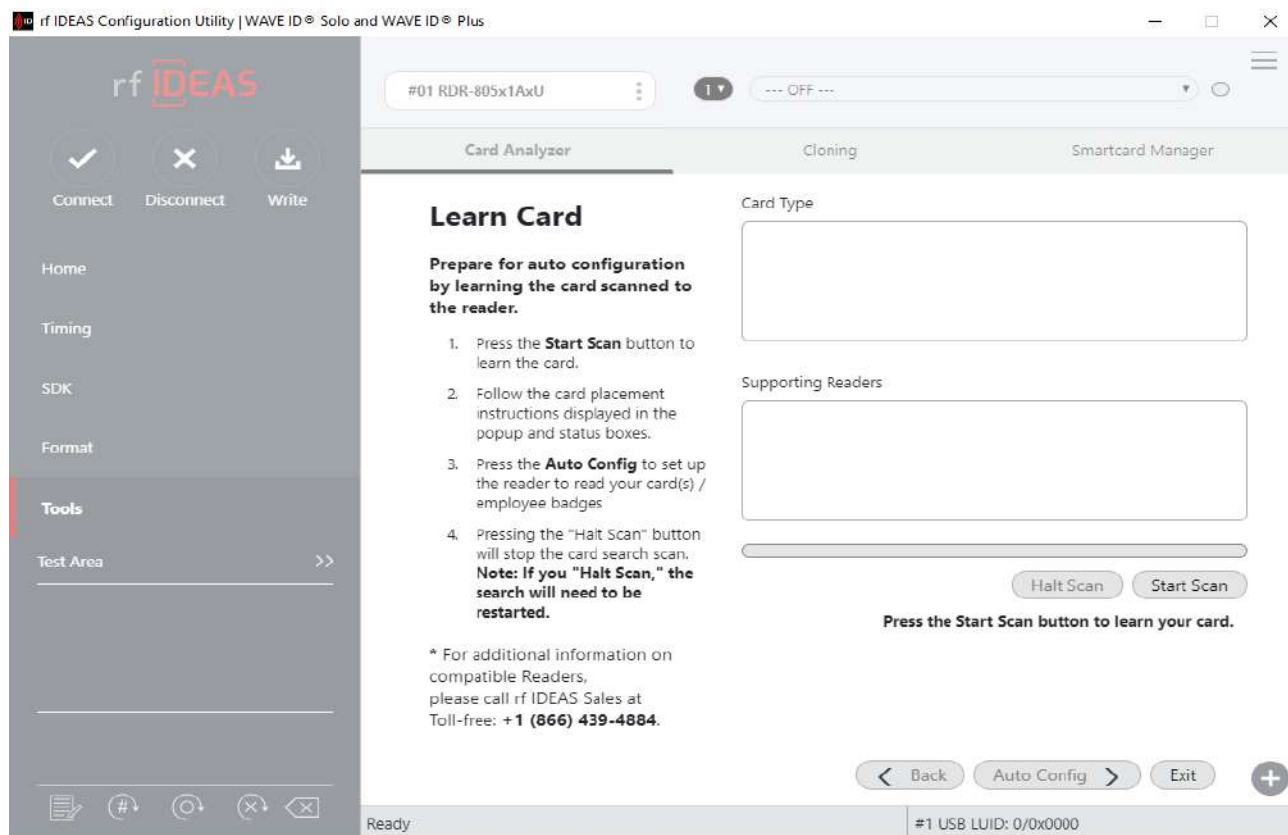 rf IDEAS Configuration Utility | WAVE ID® Solo and WAVE ID® Plus
rf IDEAS
Connect
Disconnect
Write
Home
Timing
SDK
Format
Tools
Test Area >>
#01 RDR-805x1AxU
1
--- OFF ---
Card Analyzer
Cloning
Smartcard Manager
Learn Card
Prepare for auto configuration
by learning the card scanned to
the reader.
1. Press the Start Scan button to
learn the card.
2. Follow the card placement
instructions displayed in the
popup and status boxes.
3. Press the Auto Config to set up
the reader to read your card(s) /
employee badges
4. Pressing the "Halt Scan" button
will stop the card search scan.
Note: If you "Halt Scan," the
search will need to be
restarted.
* For additional information on
compatible Readers,
please call rf IDEAS Sales at
Toll-free: +1 (866) 439-4884.
Card Type
Supporting Readers
Halt Scan
Start Scan
Press the Start Scan button to learn your card.
Back
Auto Config
Exit
Ready
#1 USB LUID: 0/0x0000